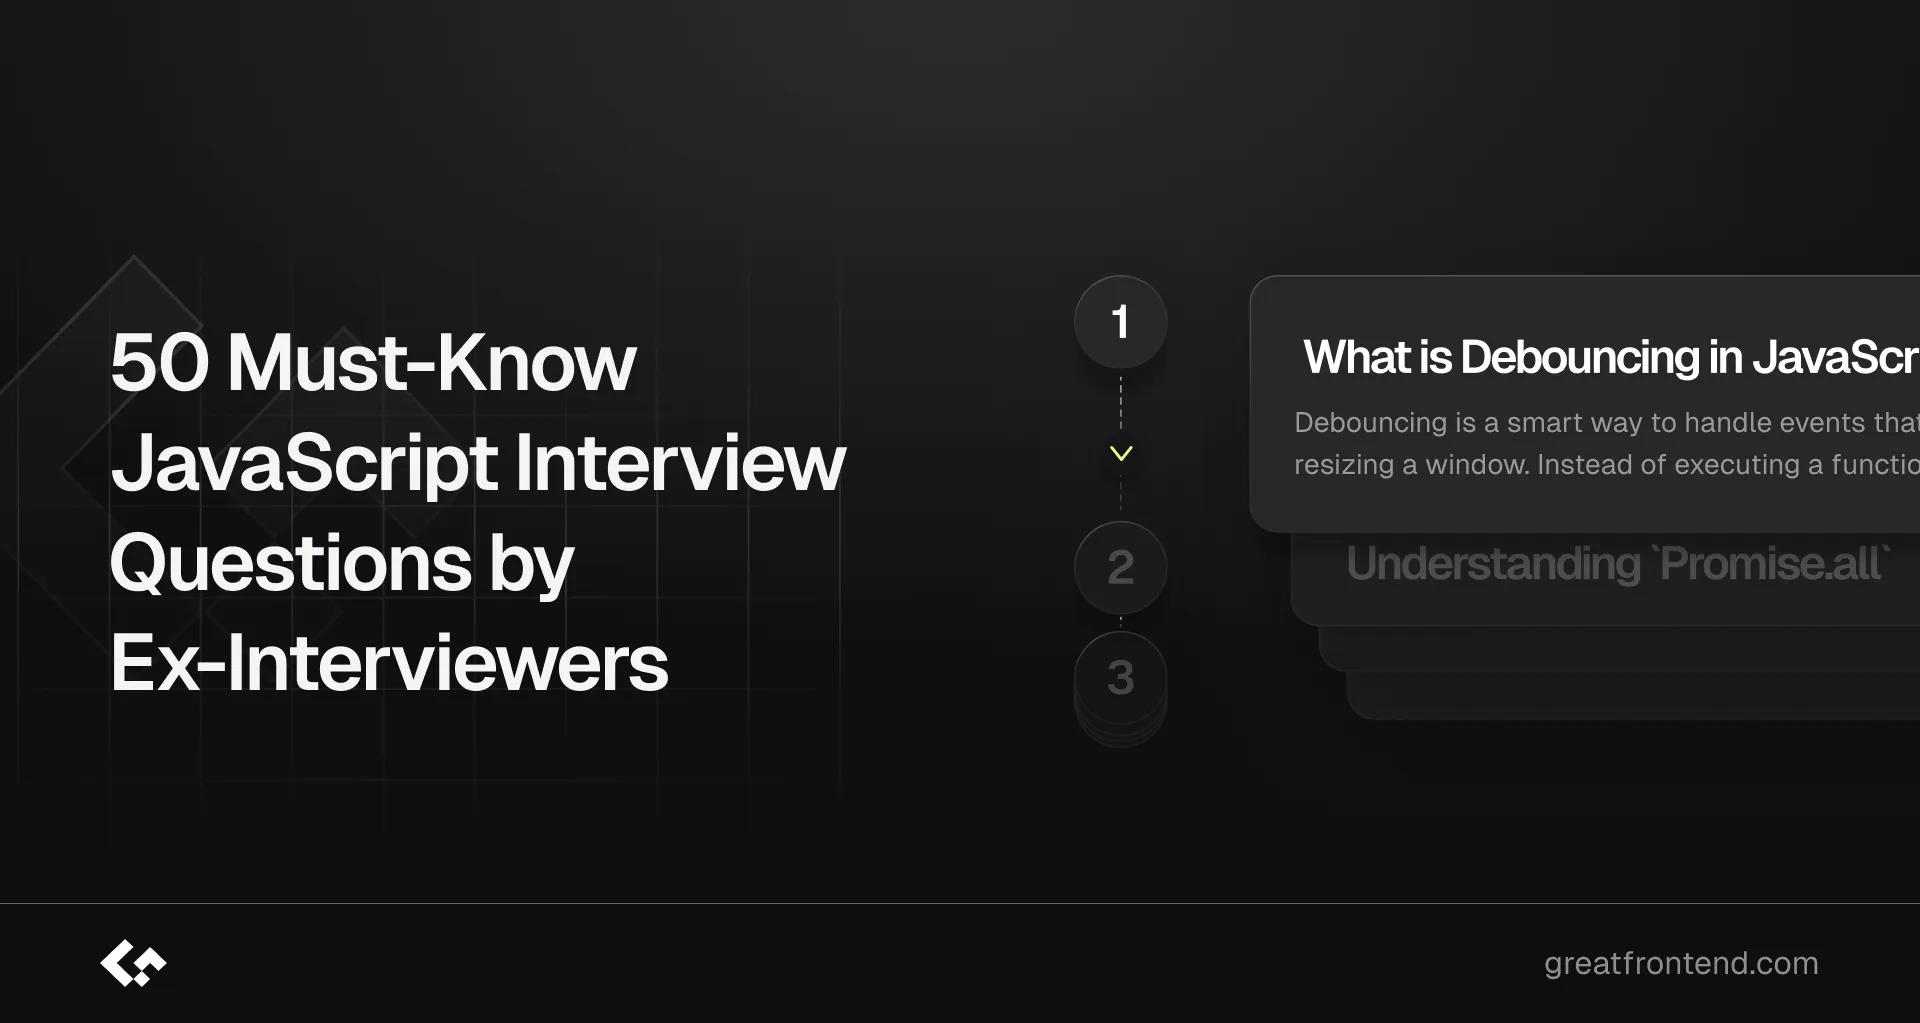 50 Must-Know
JavaScript Interview
Questions by
Ex-Interviewers
1
What is Debouncing in JavaScr
Debouncing is a smart way to handle events that
resizing a window. Instead of executing a functio
2
Understanding `Promise.all`
3
greatfrontend.com